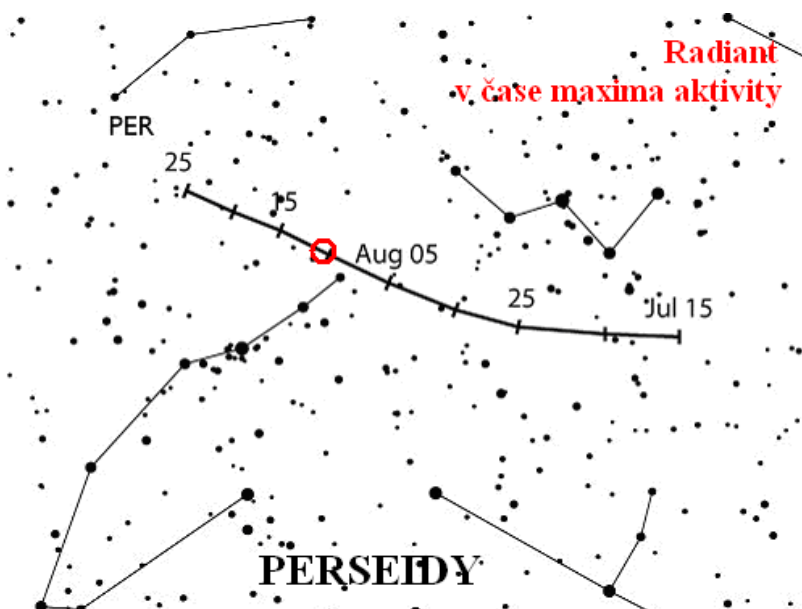 Radiant
v čase maxima aktivity
PER
25
15
Aug 05
25
Jul 15
PERSEIDY